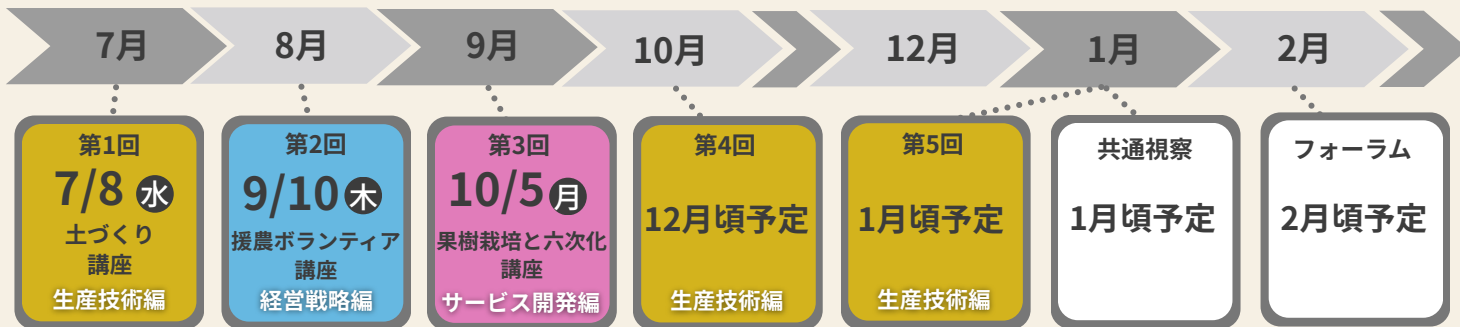 7月
8月
9月
10月
12月
1月
2月
第1回
7/8 水
土づくり
講座
生産技術編
第2回
9/10 木
援農ボランティア
講座
経営戦略編
第3回
10/5 月
果樹栽培と六次化
講座
サービス開発編
第4回
12月頃予定
生産技術編
第5回
1月頃予定
生産技術編
共通視察
1月頃予定
フォーラム
2月頃予定